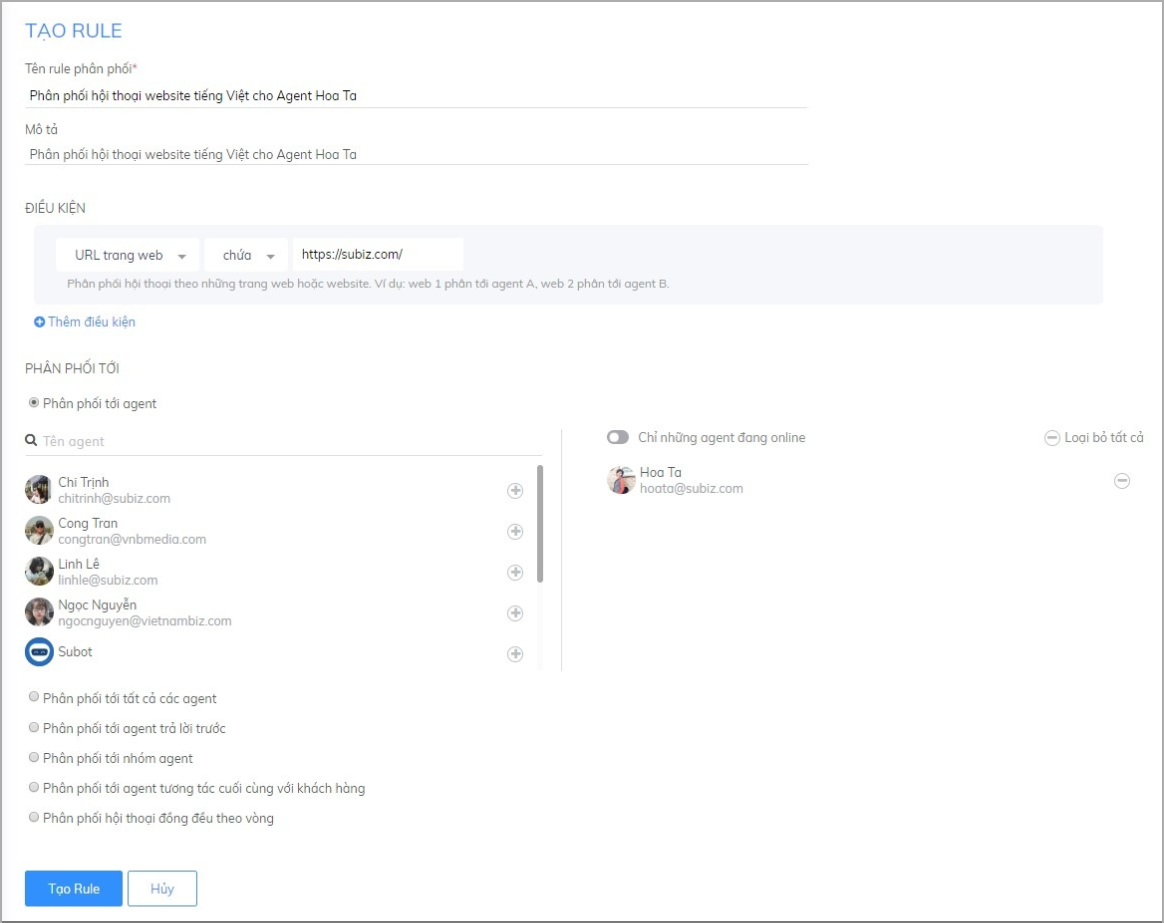 TẠO RULE
Tên rule phân phối*
Phân phối hội thoại website tiếng Việt cho Agent Hoa Ta
Mô tả
Phân phối hội thoại website tiếng Việt cho Agent Hoa Ta
ĐIỀU KIỆN
URL trang web chứa https://subiz.com/
Phân phối hội thoại theo những trang web hoặc website. Ví dụ: web 1 phân tới agent A, web 2 phân tới agent B.
Thêm điều kiện
PHÂN PHỐI TỚI
Phân phối tới agent
Tên agent
Chi Trịnh
chitrinh@subiz.com
Cong Tran
congtran@vnbmedia.com
Linh Lê
linhle@subiz.com
Ngọc Nguyễn
ngocnguyen@vietnambiz.com
Subot
Chỉ những agent đang online
Loại bỏ tất cả
Hoa Ta
hoata@subiz.com
Phân phối tới tất cả các agent
Phân phối tới agent trả lời trước
Phân phối tới nhóm agent
Phân phối tới agent tương tác cuối cùng với khách hàng
Phân phối hội thoại đồng đều theo vòng
Tạo Rule
Hủy